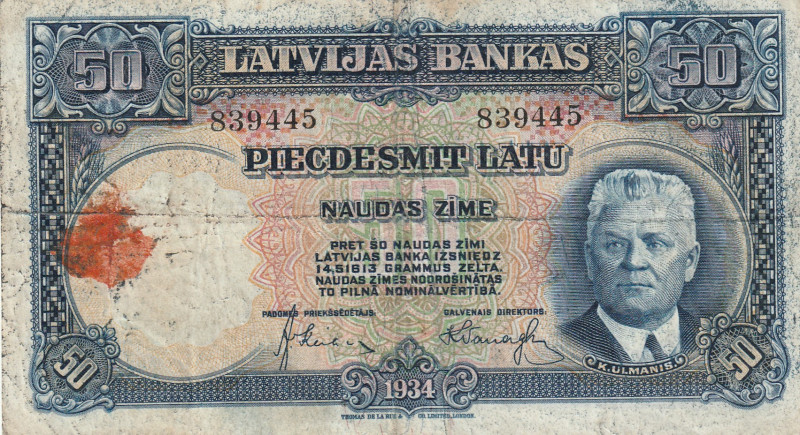 50 LATVIJAS BANKAS 50
839445 839445
PIECDESMIT LATU
NAUDAS ZĪME
PRET ŠO NAUDAS ZĪMI
LATVIJAS BANKA IZSNIEDZ
14,51613 GRAMMUS ZELTA.
NAUDAS ZĪMES NODROŠINĀTAS
TO PILNĀ NOMINĀLVĒRTĪBĀ.
PADOMES PRIEKŠSĒDĒTĀJS: GALVENAIS DIREKTORS:
K. ULMANIS.
50 1934 50
THOMAS DE LA RUE & CO. LIMITED, LONDON.